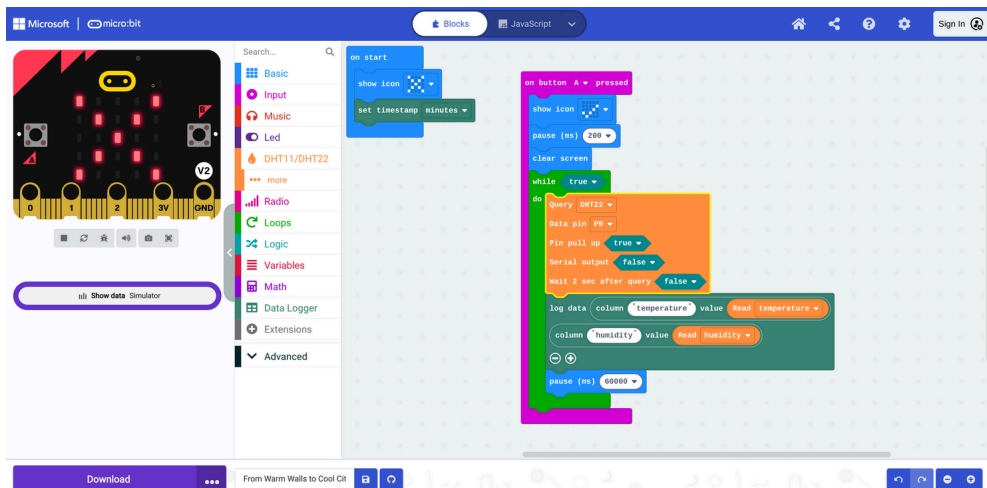 Microsoft | micro:bit
Blocks
JavaScript
Sign In
A
B
V2
0 1 2 3V GND
Show data Simulator
Search...
Basic
Input
Music
Led
DHT11/DHT22
more
Radio
Loops
Logic
Variables
Math
Data Logger
Extensions
Advanced
on start
show icon
set timestamp minutes
on button A pressed
show icon
pause (ms) 200
clear screen
while true
do
Query DHT22
Data pin P0
Pin pull up true
Serial output false
Wait 2 sec after query false
log data column "temperature" value Read temperature
column "humidity" value Read humidity
pause (ms) 60000
Download
From Warm Walls to Cool Cit